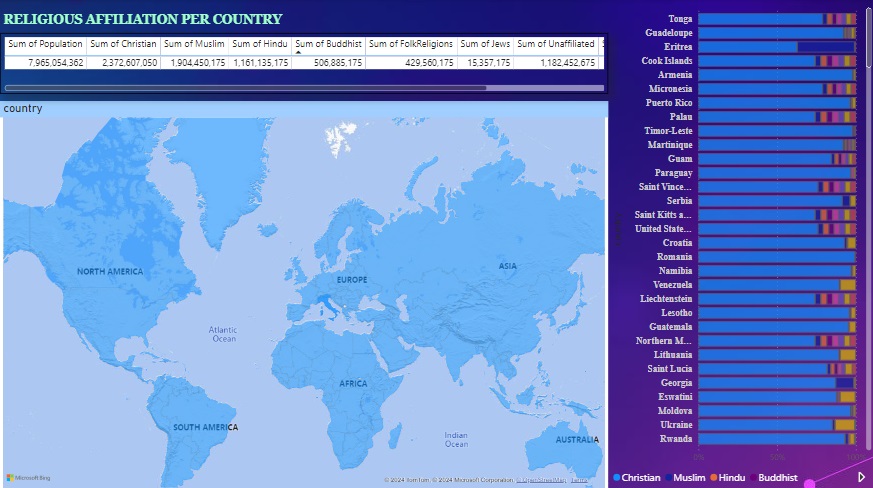 RELIGIOUS AFFILIATION PER COUNTRY
Sum of Population Sum of Christian Sum of Muslim Sum of Hindu Sum of Buddhist Sum of FolkReligions Sum of Jews Sum of Unaffiliated
7,965,054,362 2,372,607,050 1,904,450,175 1,161,135,175 506,885,175 429,560,175 15,357,175 1,182,452,675
country
NORTH AMERICA
EUROPE
ASIA
Atlantic
Ocean
AFRICA
SOUTH AMERICA
Indian
Ocean
AUSTRALIA
Microsoft Bing
© 2024 TomTom, © 2024 Microsoft Corporation, © OpenStreetMap Terms
Tonga
Guadeloupe
Eritres
Cook Islands
Armenia
Micronesia
Puerto Rico
Palau
Timor-Leste
Martinique
Guam
Paraguay
Saint Vince...
Serbia
Saint Kitts a...
United State...
Croatia
Romania
Namibia
Venezuela
Liechtenstein
Lesotho
Guatemala
Northern M...
Lithuania
Saint Lucia
Georgia
Eswatini
Moldova
Ukraine
Rwanda
0% 50% 100%
Christian Muslim Hindu Buddhist